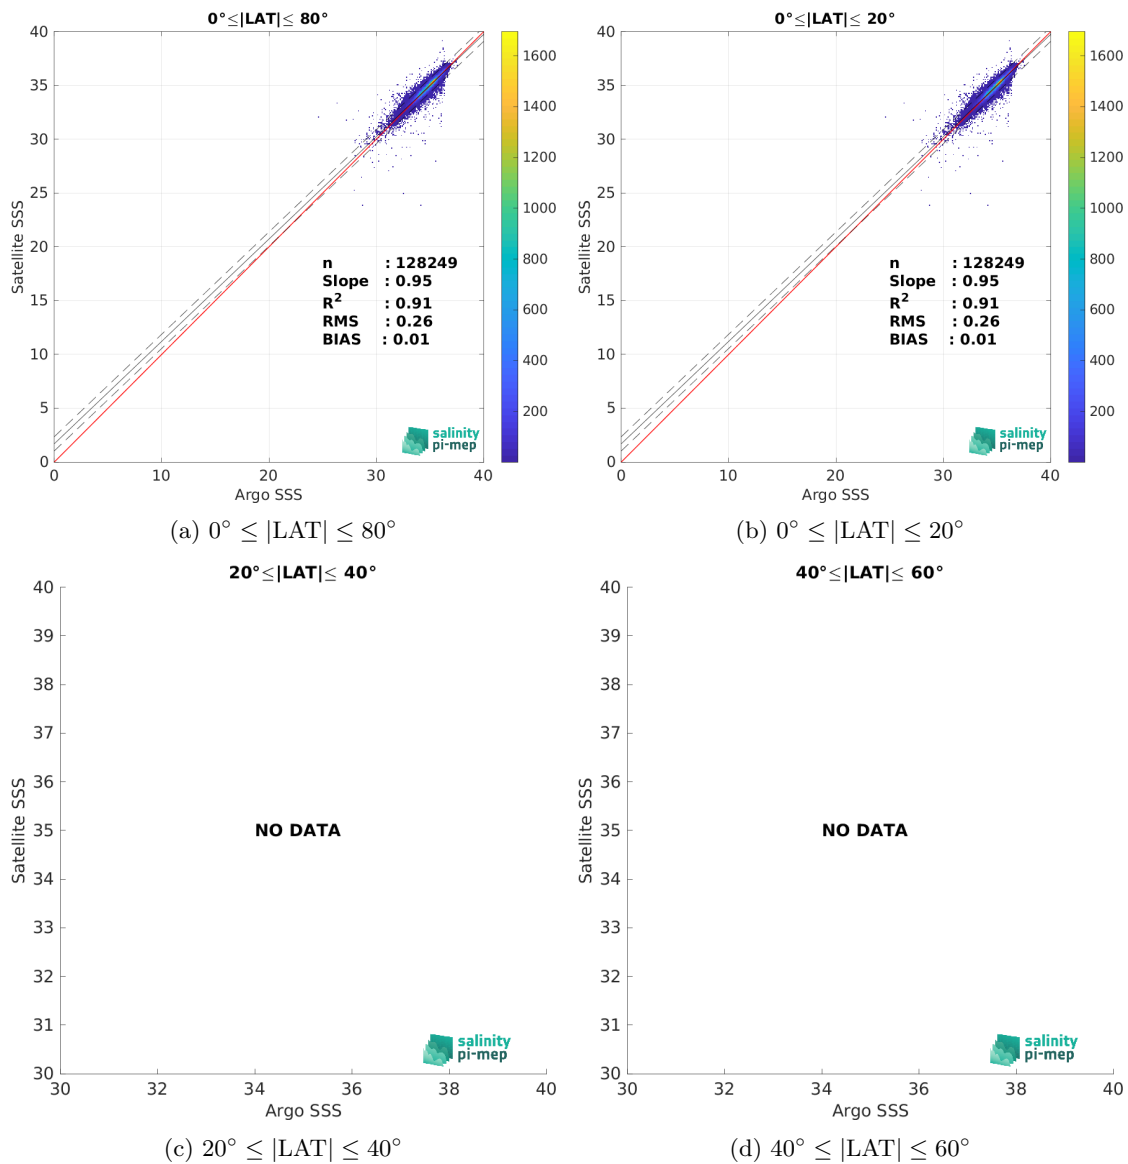 0°≤|LAT|≤ 80°
40
35
30
25
20
15
10
5
0
Satellite SSS
n : 128249
Slope : 0.95
R² : 0.91
RMS : 0.26
BIAS : 0.01
salinity
pi-mep
0 10 20 30 40
Argo SSS
1600
1400
1200
1000
800
600
400
200
(a) 0° ≤ |LAT| ≤ 80°
0°≤|LAT|≤ 20°
40
35
30
25
20
15
10
5
0
Satellite SSS
n : 128249
Slope : 0.95
R² : 0.91
RMS : 0.26
BIAS : 0.01
salinity
pi-mep
0 10 20 30 40
Argo SSS
1600
1400
1200
1000
800
600
400
200
(b) 0° ≤ |LAT| ≤ 20°
20°≤|LAT|≤ 40°
40
39
38
37
36
35
34
33
32
31
30
Satellite SSS
NO DATA
salinity
pi-mep
30 32 34 36 38 40
Argo SSS
(c) 20° ≤ |LAT| ≤ 40°
40°≤|LAT|≤ 60°
40
39
38
37
36
35
34
33
32
31
30
Satellite SSS
NO DATA
salinity
pi-mep
30 32 34 36 38 40
Argo SSS
(d) 40° ≤ |LAT| ≤ 60°